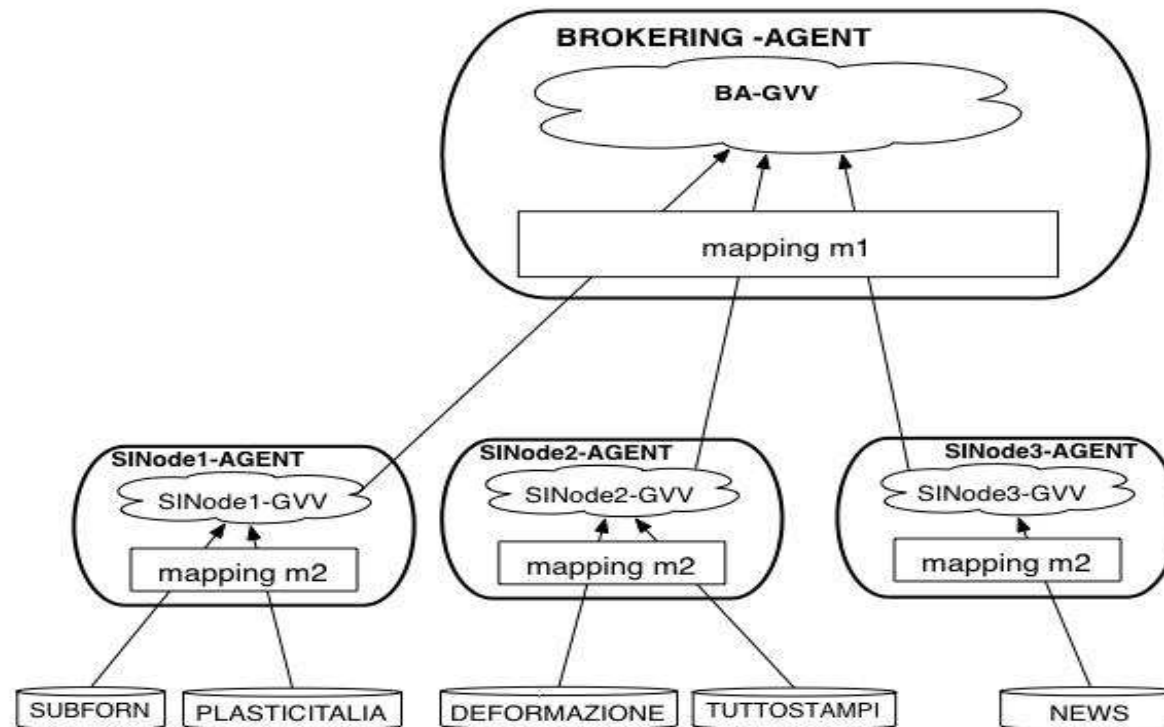 BROKERING -AGENT
BA-GVV
mapping m1
SINode1-AGENT
SINode1-GVV
mapping m2
SINode2-AGENT
SINode2-GVV
mapping m2
SINode3-AGENT
SINode3-GVV
mapping m2
SUBFORN
PLASTICITALIA
DEFORMAZIONE
TUTTOSTAMPI
NEWS